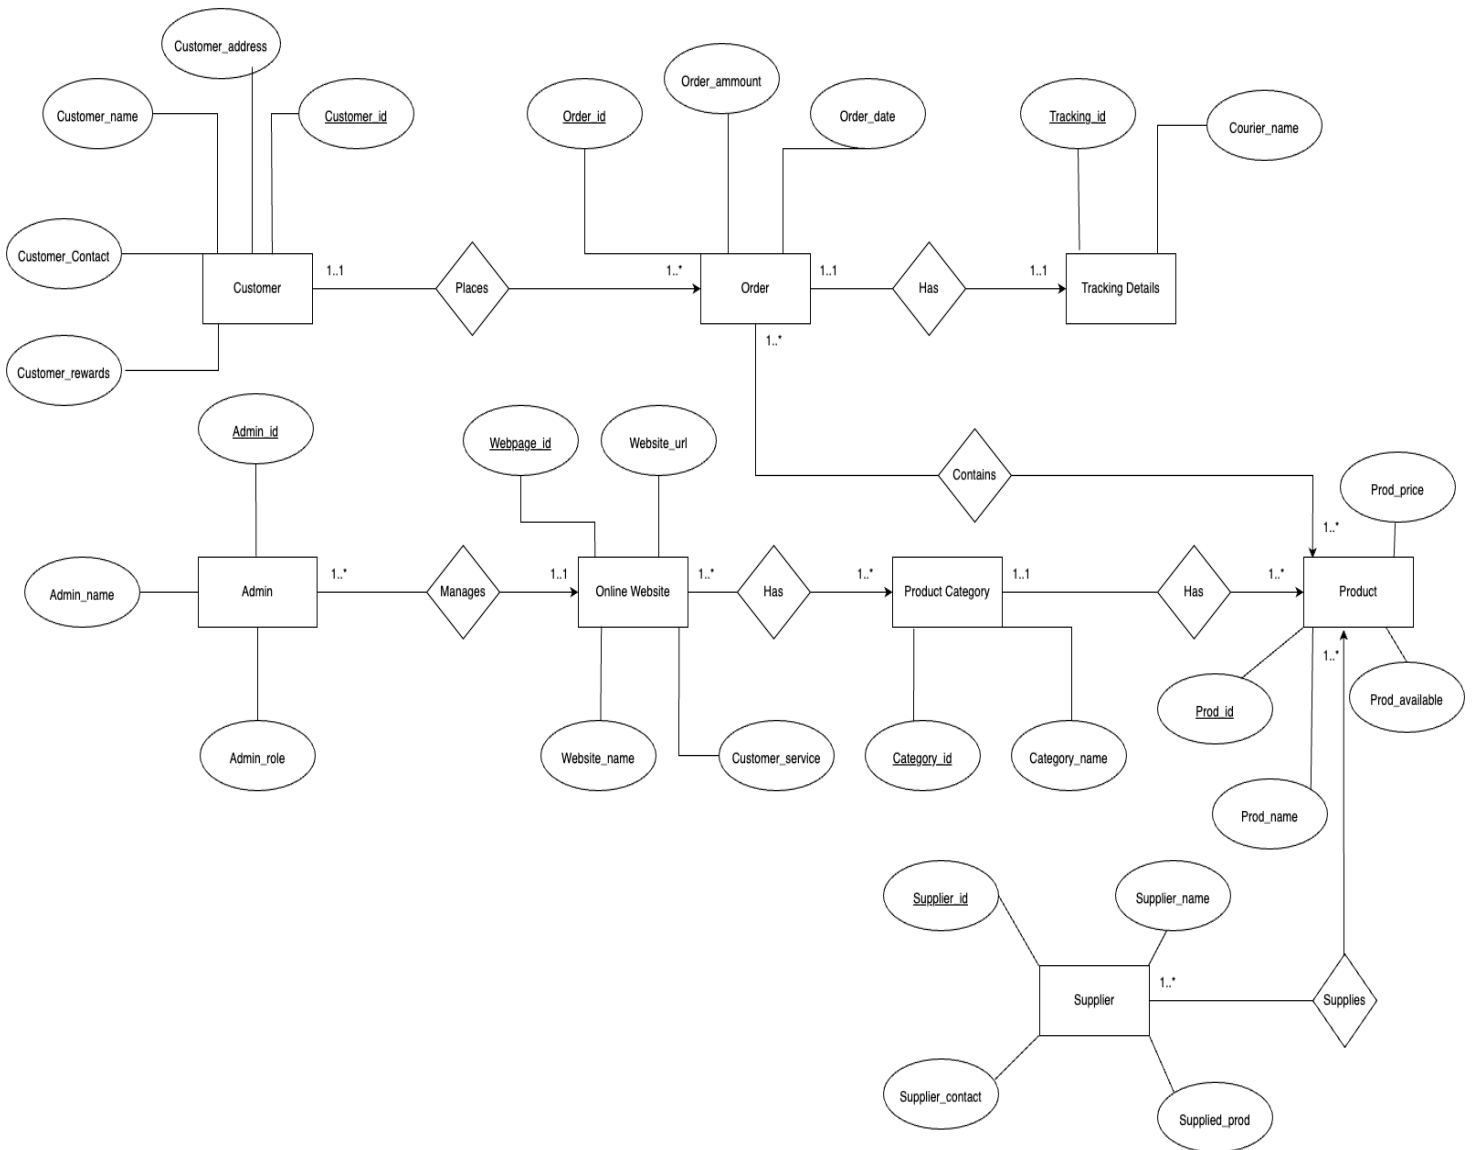 Customer_address
Customer_name
Customer_id
Order_id
Order_ammount
Order_date
Tracking_id
Courier_name
Customer_Contact
Customer
1..1
Places
1..*
Order
1..1
Has
1..1
Tracking Details
1..*
Customer_rewards
Admin_id
Webpage_id
Website_url
Contains
Prod_price
1..*
Admin_name
Admin
1..*
Manages
1..1
Online Website
1..*
Has
1..*
Product Category
1..1
Has
1..*
Product
1..*
Prod_id
Prod_available
Admin_role
Website_name
Customer_service
Category_id
Category_name
Prod_name
Supplier_id
Supplier_name
Supplier
1..*
Supplies
Supplier_contact
Supplied_prod